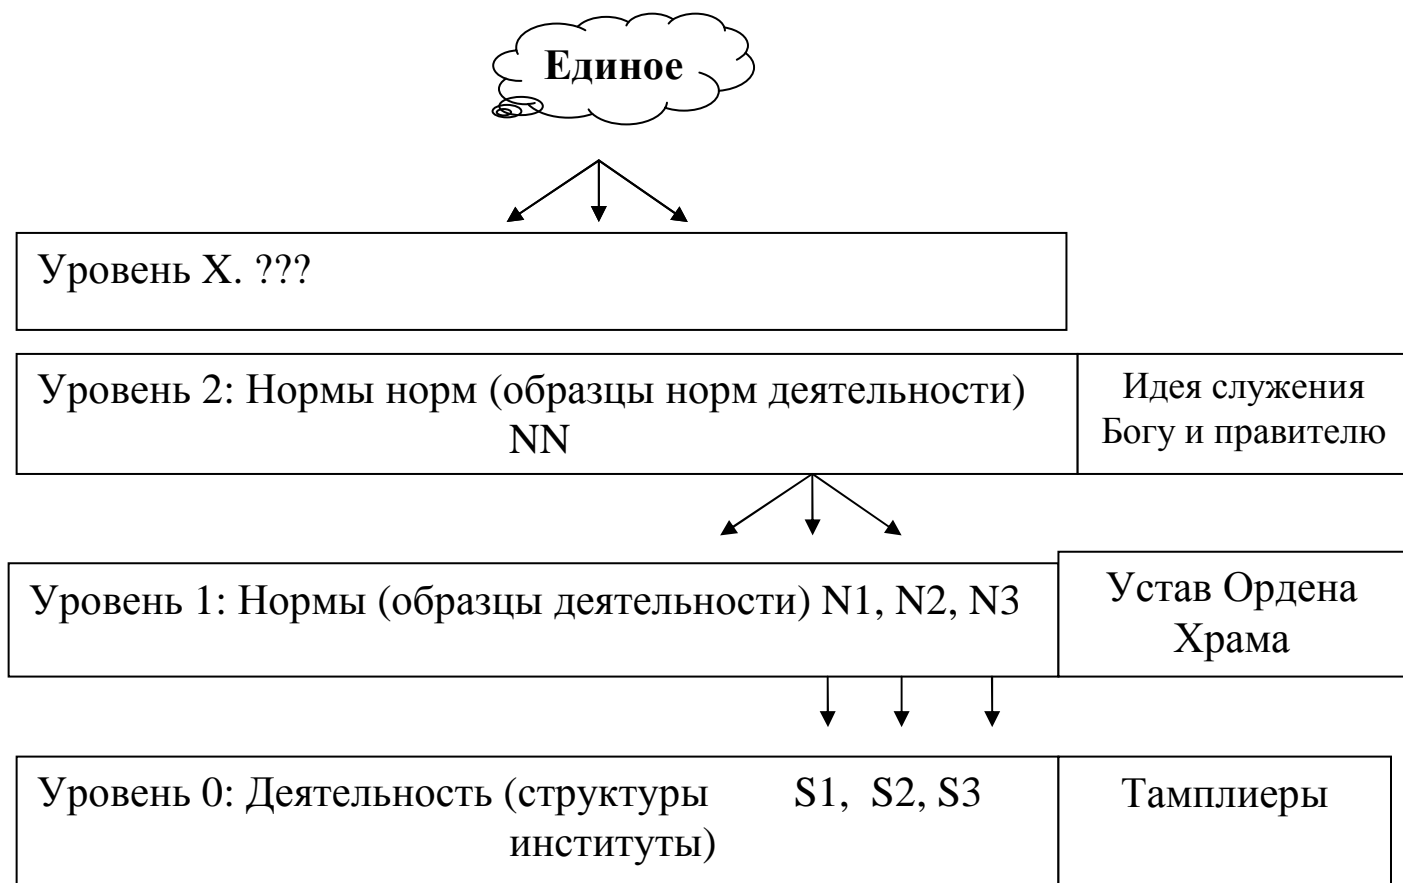 Единое
Уровень X. ???
Уровень 2: Нормы норм (образцы норм деятельности)
NN
Идея служения
Богу и правителю
Уровень 1: Нормы (образцы деятельности) N1, N2, N3
Устав Ордена
Храма
Уровень 0: Деятельность (структуры S1, S2, S3
институты)
Тамплиеры